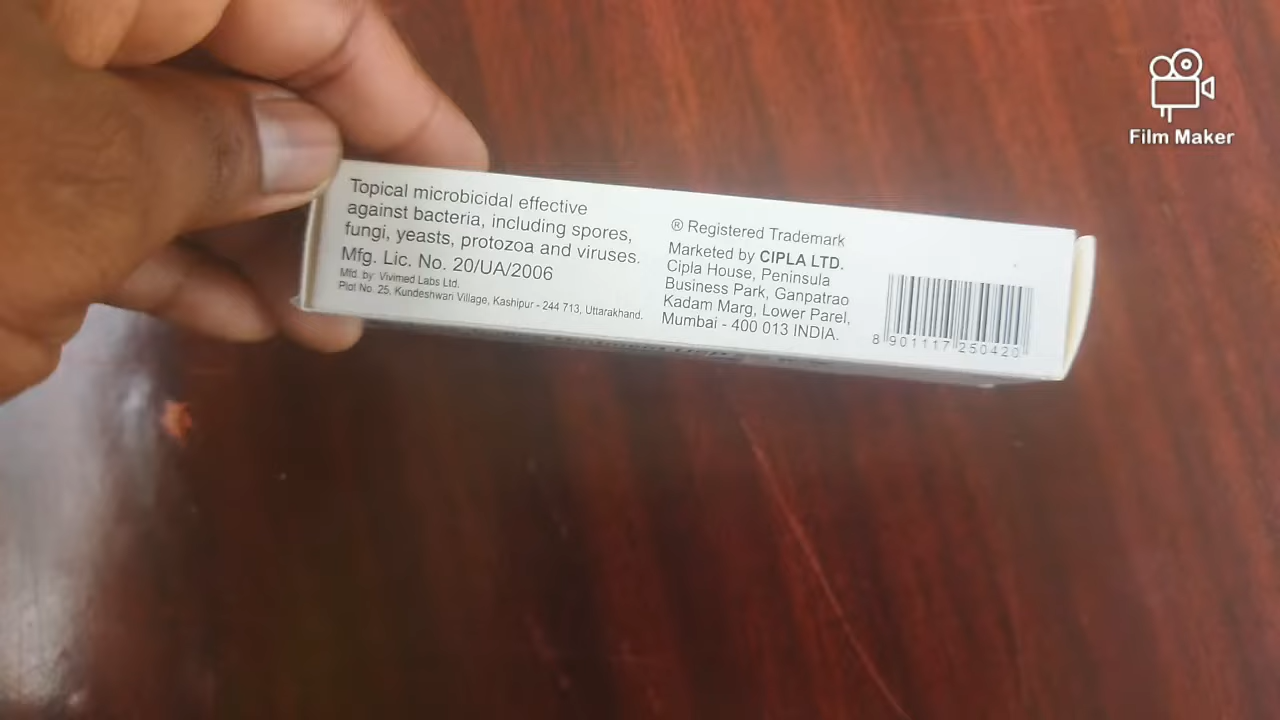 Film Maker
Topical microbicidal effective
against bacteria, including spores,
fungi, yeasts, protozoa and viruses.
Mfg. Lic. No. 20/UA/2006
Mfd. by: Vivimed Labs Ltd.
Plot No. 25, Kundeshwari Village, Kashipur - 244 713, Uttarakhand.
® Registered Trademark
Marketed by CIPLA LTD.
Cipla House, Peninsula
Business Park, Ganpatrao
Kadam Marg, Lower Parel,
Mumbai - 400 013 INDIA.
8 901117 250420